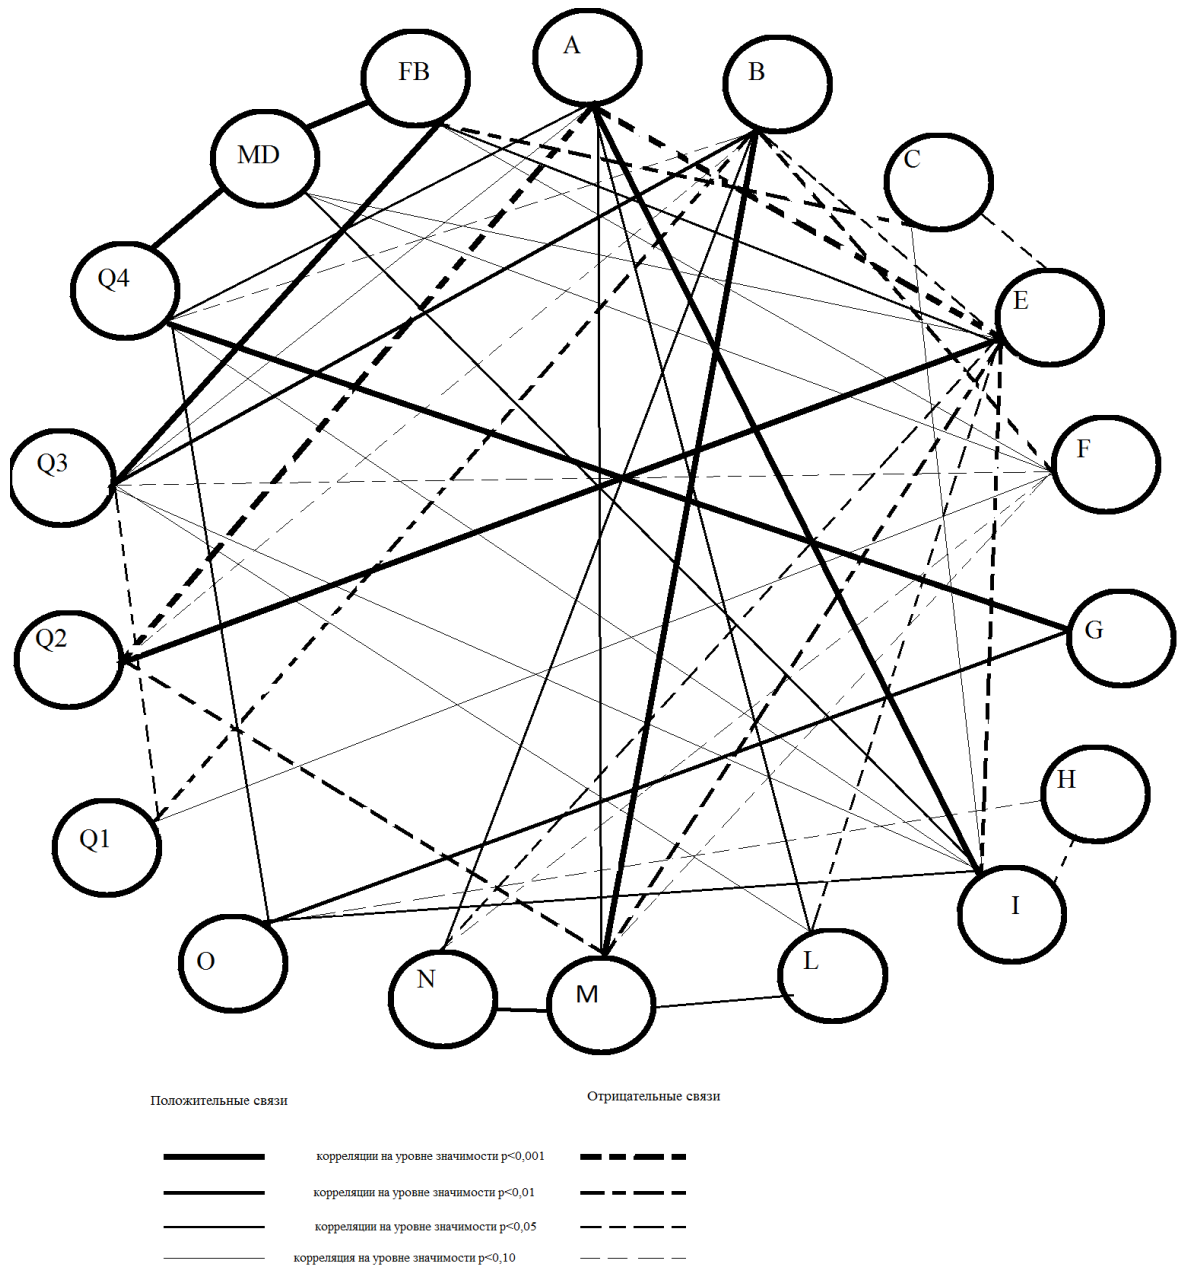 A
B
FB
C
MD
Q4
E
F
Q3
G
Q2
H
Q1
I
O
N
M
L
Положительные связи
Отрицательные связи
корреляции на уровне значимости p<0,001
корреляции на уровне значимости p<0,01
корреляции на уровне значимости p<0,05
корреляция на уровне значимости p<0,10